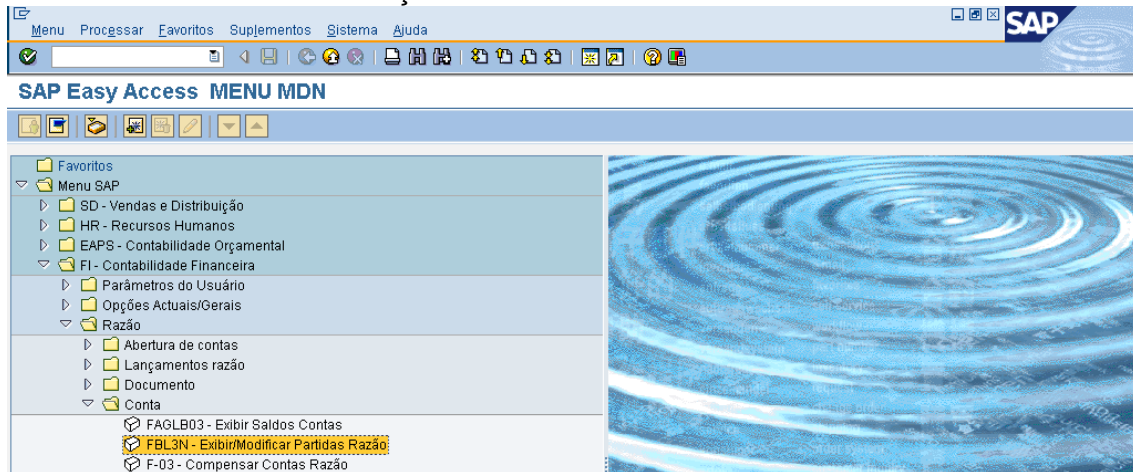 Menu Processar Favoritos Suplementos Sistema Ajuda
SAP
SAP Easy Access MENU MDN
Favoritos
Menu SAP
SD - Vendas e Distribuição
HR - Recursos Humanos
EAPS - Contabilidade Orçamental
FI - Contabilidade Financeira
Parâmetros do Usuário
Opções Actuais/Gerais
Razão
Abertura de contas
Lançamentos razão
Documento
Conta
FAGLB03 - Exibir Saldos Contas
FBL3N - Exibir/Modificar Partidas Razão
F-03 - Compensar Contas Razão